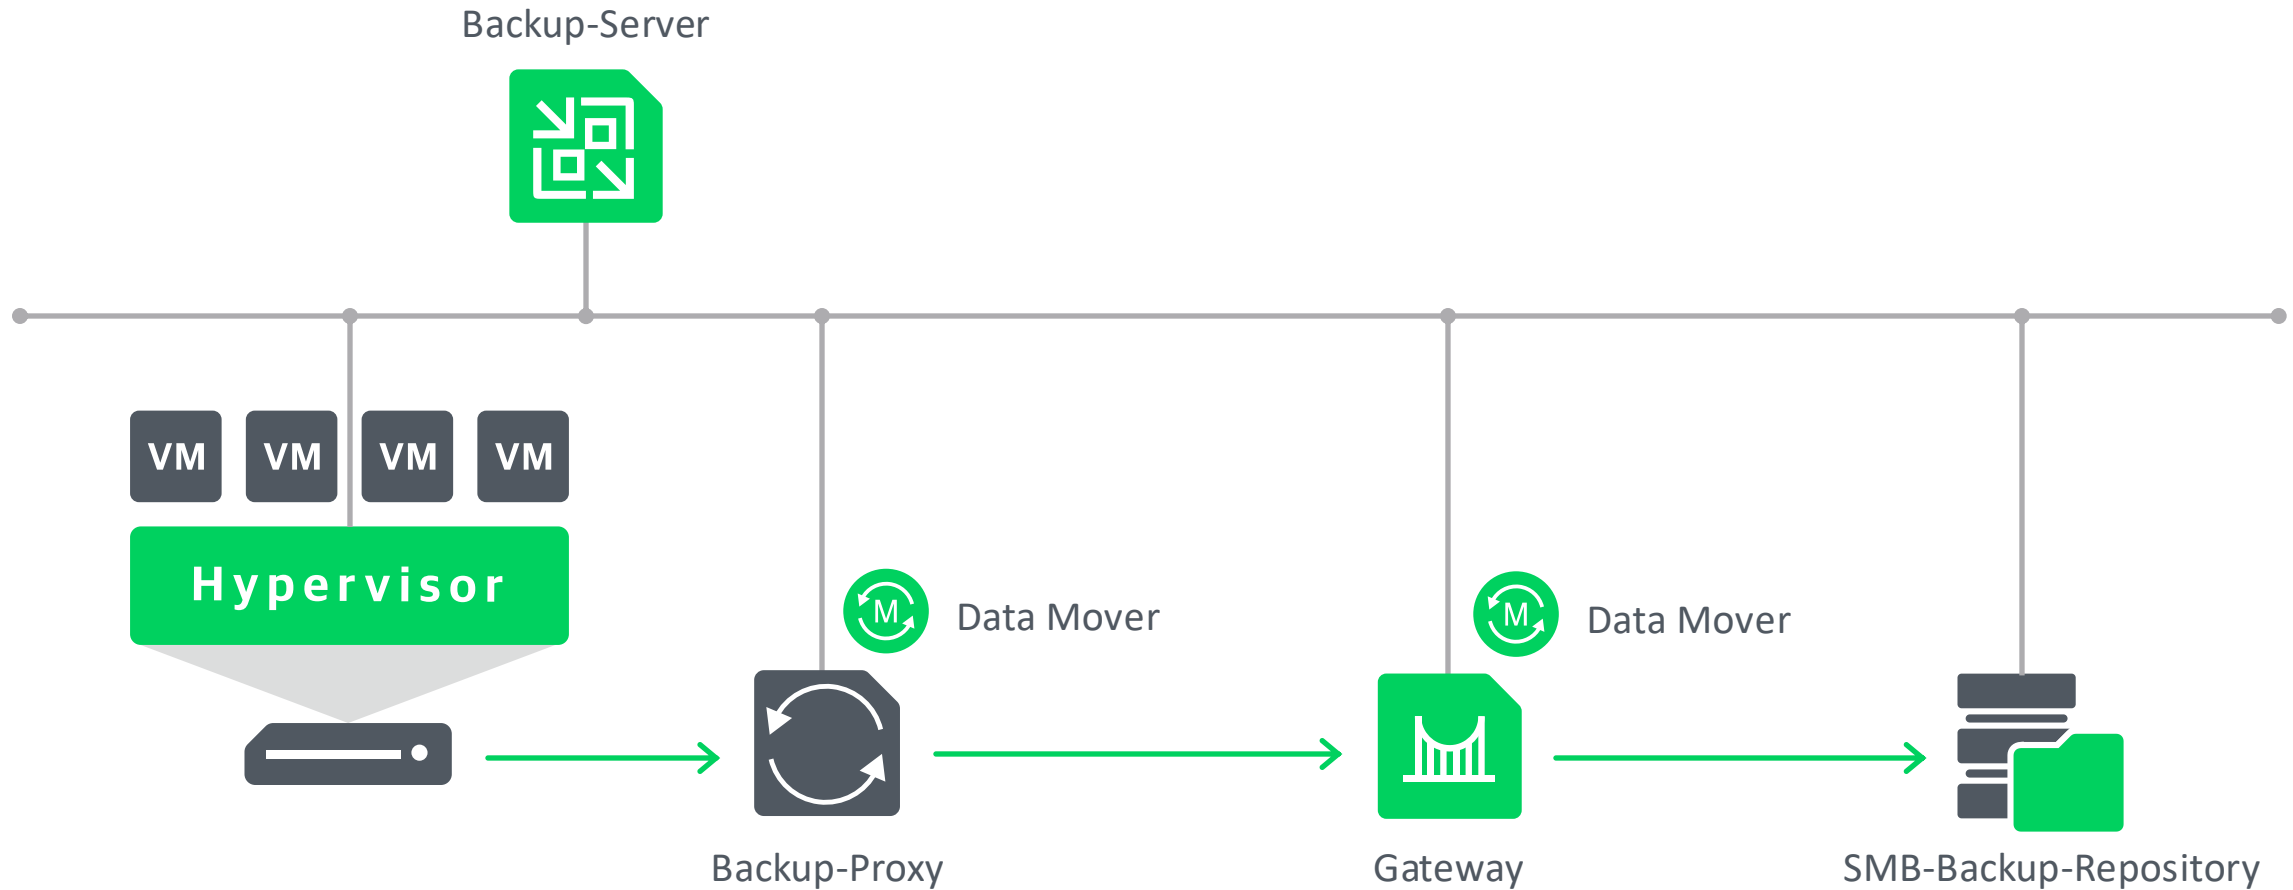 Backup-Server
VM VM VM VM
Hypervisor
M Data Mover
M Data Mover
Backup-Proxy
Gateway
SMB-Backup-Repository